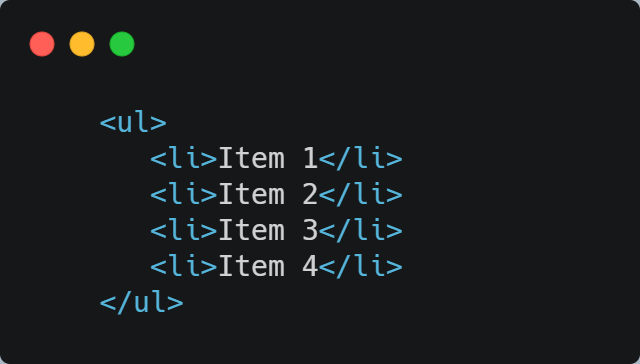 <ul>
   <li>Item 1</li>
   <li>Item 2</li>
   <li>Item 3</li>
   <li>Item 4</li>
</ul>